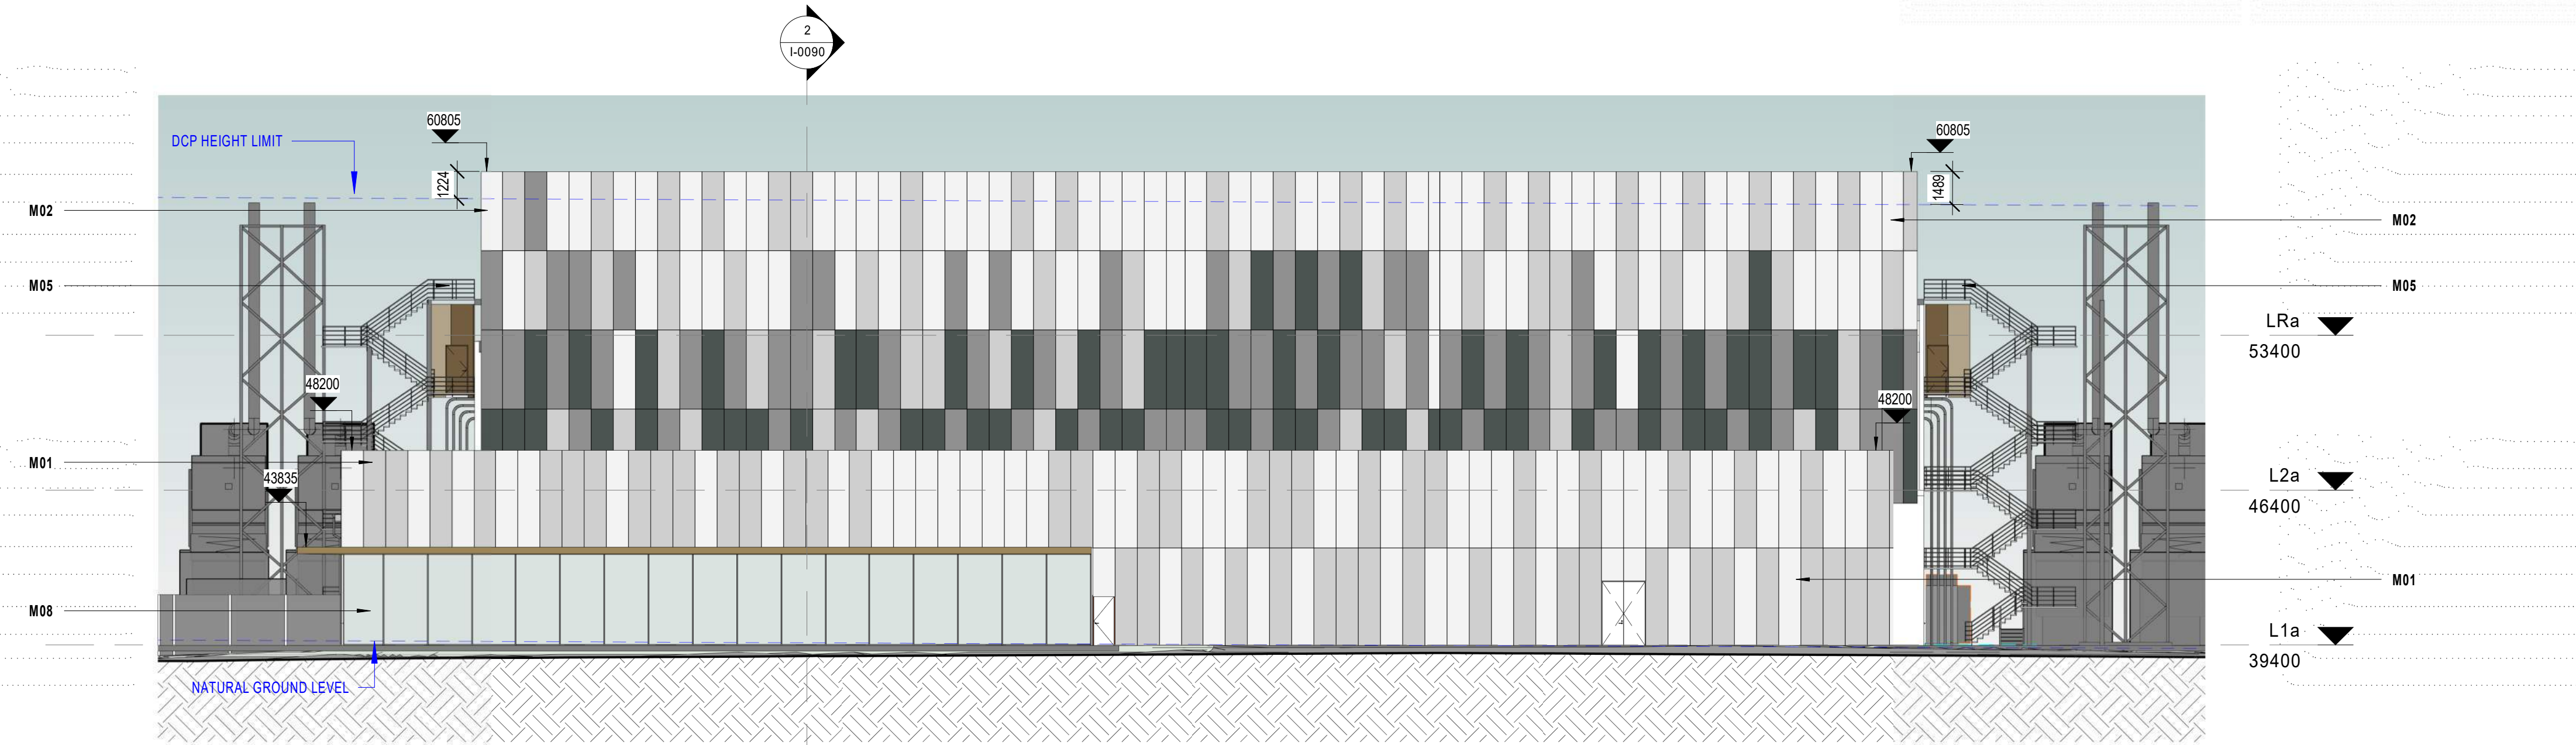 2
I-0090
60805
60805
DCP HEIGHT LIMIT
1224
1489
M02
M02
M05
M05
LRa
53400
48200
48200
M01
43835
L2a
46400
M01
M08
L1a
39400
NATURAL GROUND LEVEL